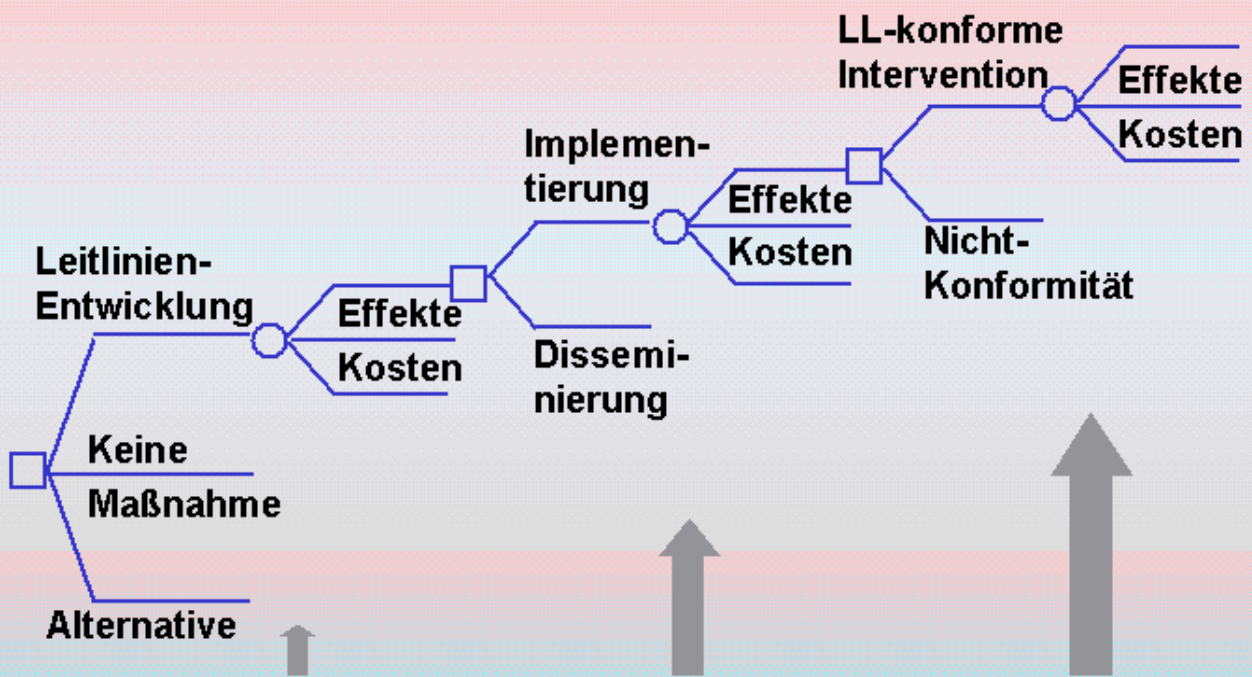 Leitlinien-
Entwicklung
Keine
Maßnahme
Alternative
Effekte
Kosten
Implemen-
tierung
Dissemi-
nierung
Effekte
Kosten
LL-konforme
Intervention
Nicht-
Konformität
Effekte
Kosten